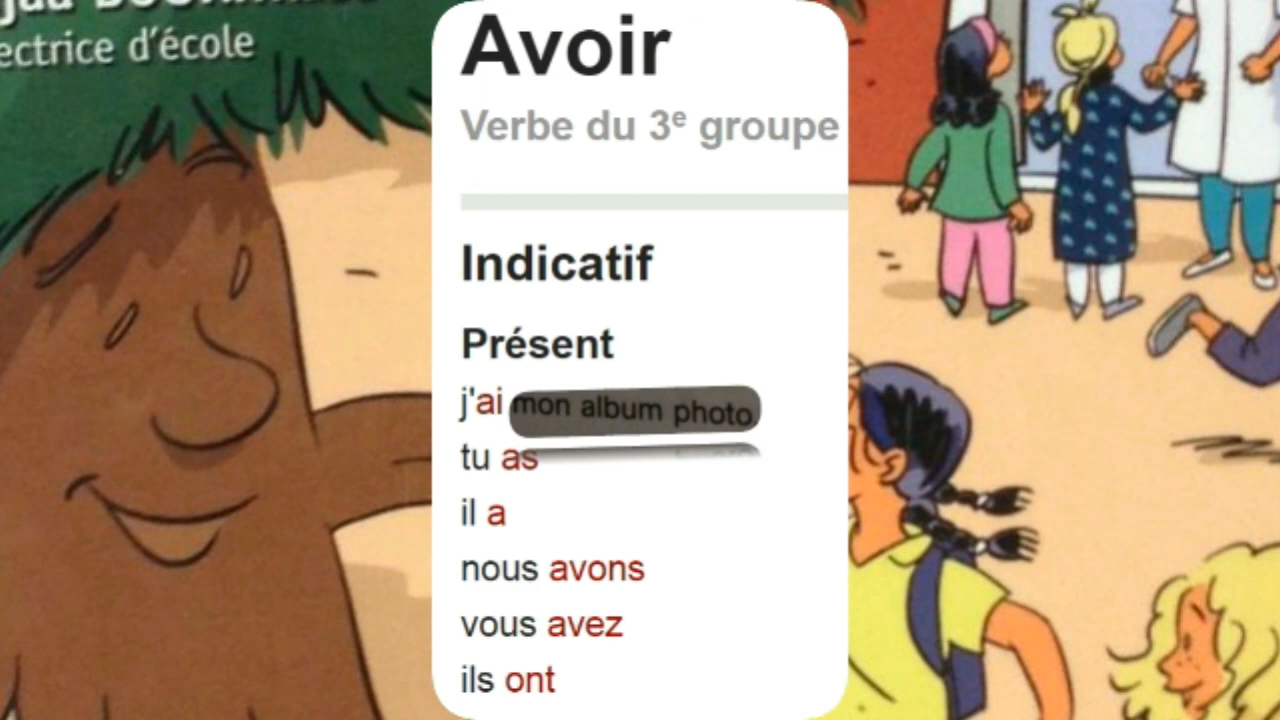 ectrice d'école
Avoir
Verbe du 3e groupe
Indicatif
Présent
j'ai mon album photo
tu as
il a
nous avons
vous avez
ils ont